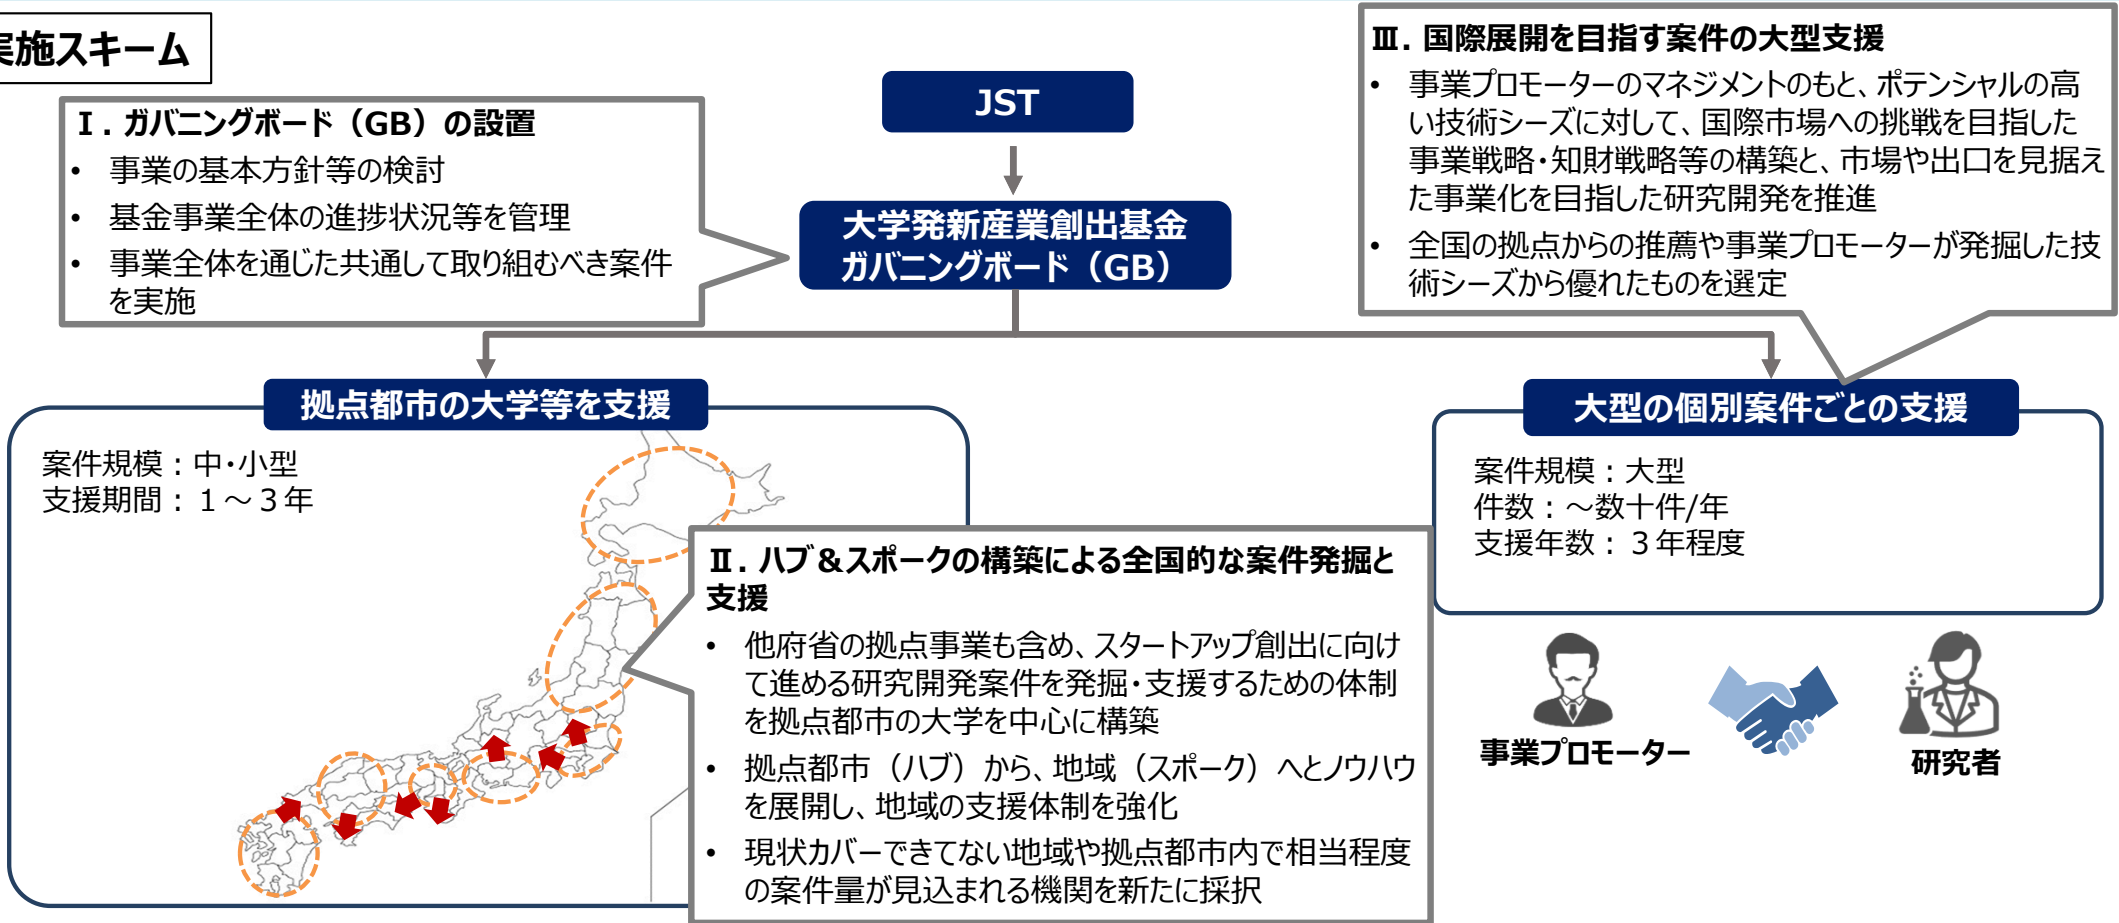 実施スキーム
JST
大学発新産業創出基金
ガバニングボード（GB）
Ⅰ. ガバニングボード（GB）の設置
• 事業の基本方針等の検討
• 基金事業全体の進捗状況等を管理
• 事業全体を通じた共通して取り組むべき案件
を実施
Ⅲ. 国際展開を目指す案件の大型支援
• 事業プロモーターのマネジメントのもと、ポテンシャルの高
い技術シーズに対して、国際市場への挑戦を目指した
事業戦略・知財戦略等の構築と、市場や出口を見据え
た事業化を目指した研究開発を推進
• 全国の拠点からの推薦や事業プロモーターが発掘した技
術シーズから優れたものを選定
拠点都市の大学等を支援
案件規模：中・小型
支援期間：１～３年
Ⅱ. ハブ＆スポークの構築による全国的な案件発掘と
支援
• 他府省の拠点事業も含め、スタートアップ創出に向け
て進める研究開発案件を発掘・支援するための体制
を拠点都市の大学を中心に構築
• 拠点都市（ハブ）から、地域（スポーク）へとノウハウ
を展開し、地域の支援体制を強化
• 現状カバーできてない地域や拠点都市内で相当程度
の案件量が見込まれる機関を新たに採択
大型の個別案件ごとの支援
案件規模：大型
件数：～数十件/年
支援年数：３年程度
事業プロモーター
研究者